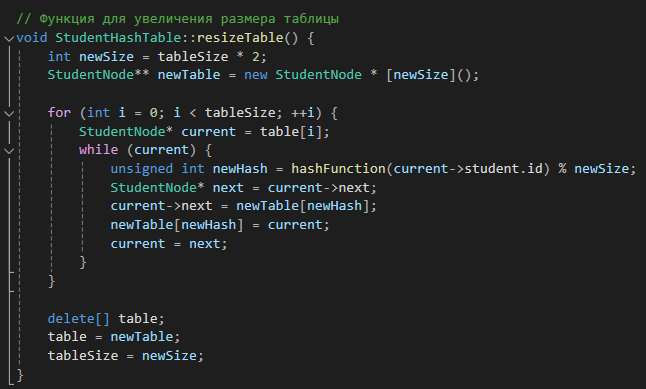 // Функция для увеличения размера таблицы
void StudentHashTable::resizeTable() {
    int newSize = tableSize * 2;
    StudentNode** newTable = new StudentNode * [newSize]();

    for (int i = 0; i < tableSize; ++i) {
        StudentNode* current = table[i];
        while (current) {
            unsigned int newHash = hashFunction(current->student.id) % newSize;
            StudentNode* next = current->next;
            current->next = newTable[newHash];
            newTable[newHash] = current;
            current = next;
        }
    }

    delete[] table;
    table = newTable;
    tableSize = newSize;
}